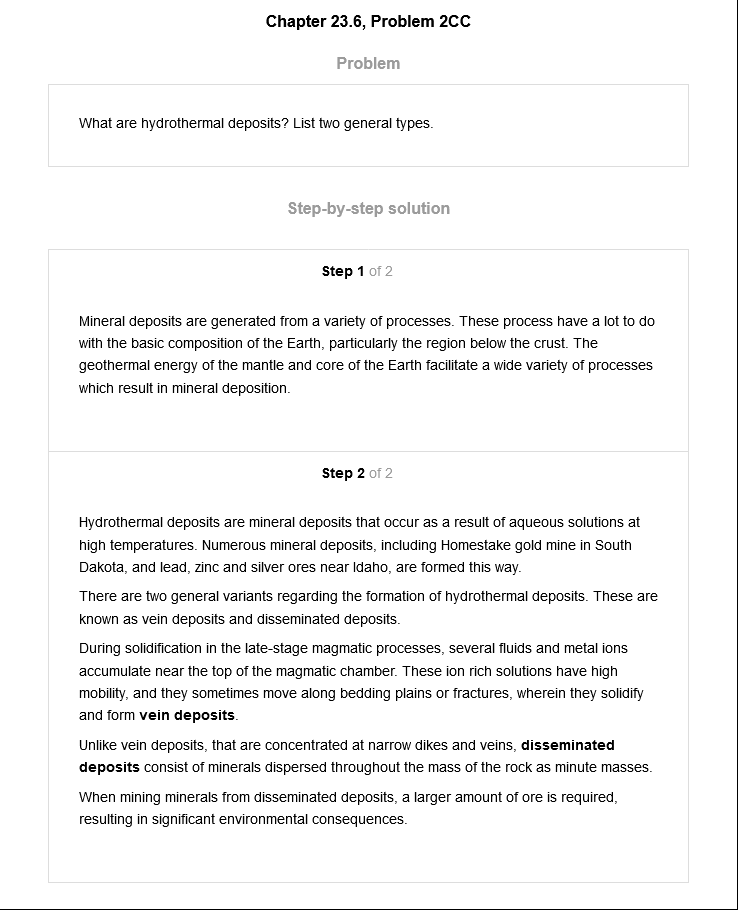 Chapter 23.6, Problem 2CC
Problem
What are hydrothermal deposits? List two general types.
Step-by-step solution
Step 1 of 2
Mineral deposits are generated from a variety of processes. These process have a lot to do
with the basic composition of the Earth, particularly the region below the crust. The
geothermal energy of the mantle and core of the Earth facilitate a wide variety of processes
which result in mineral deposition.
Step 2 of 2
Hydrothermal deposits are mineral deposits that occur as a result of aqueous solutions at
high temperatures. Numerous mineral deposits, including Homestake gold mine in South
Dakota, and lead, zinc and silver ores near Idaho, are formed this way.
There are two general variants regarding the formation of hydrothermal deposits. These are
known as vein deposits and disseminated deposits.
During solidification in the late-stage magmatic processes, several fluids and metal ions
accumulate near the top of the magmatic chamber. These ion rich solutions have high
mobility, and they sometimes move along bedding plains or fractures, wherein they solidify
and form vein deposits.
Unlike vein deposits, that are concentrated at narrow dikes and veins, disseminated
deposits consist of minerals dispersed throughout the mass of the rock as minute masses.
When mining minerals from disseminated deposits, a larger amount of ore is required,
resulting in significant environmental consequences.